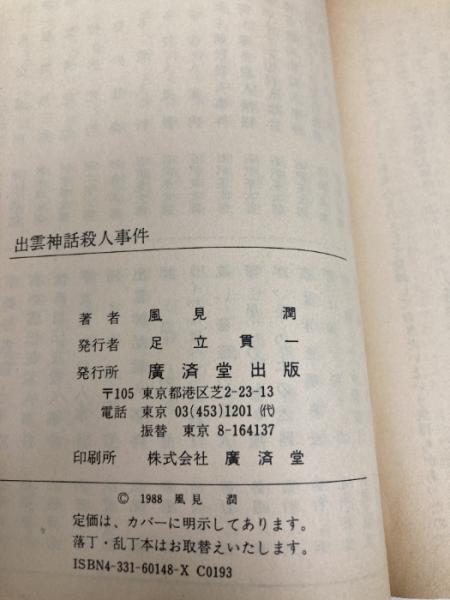 出雲神話殺人事件
著者 風見 潤
発行者 足立貫一
発行所 廣済堂出版
〒105 東京都港区芝2-23-13
電話 東京 03(453)1201 (代)
振替 東京 8-164137
印刷所 株式会社 廣済堂
© 1988 風見 潤
定価は、カバーに明示してあります。
落丁・乱丁本はお取替えいたします。
ISBN4-331-60148-X C0193